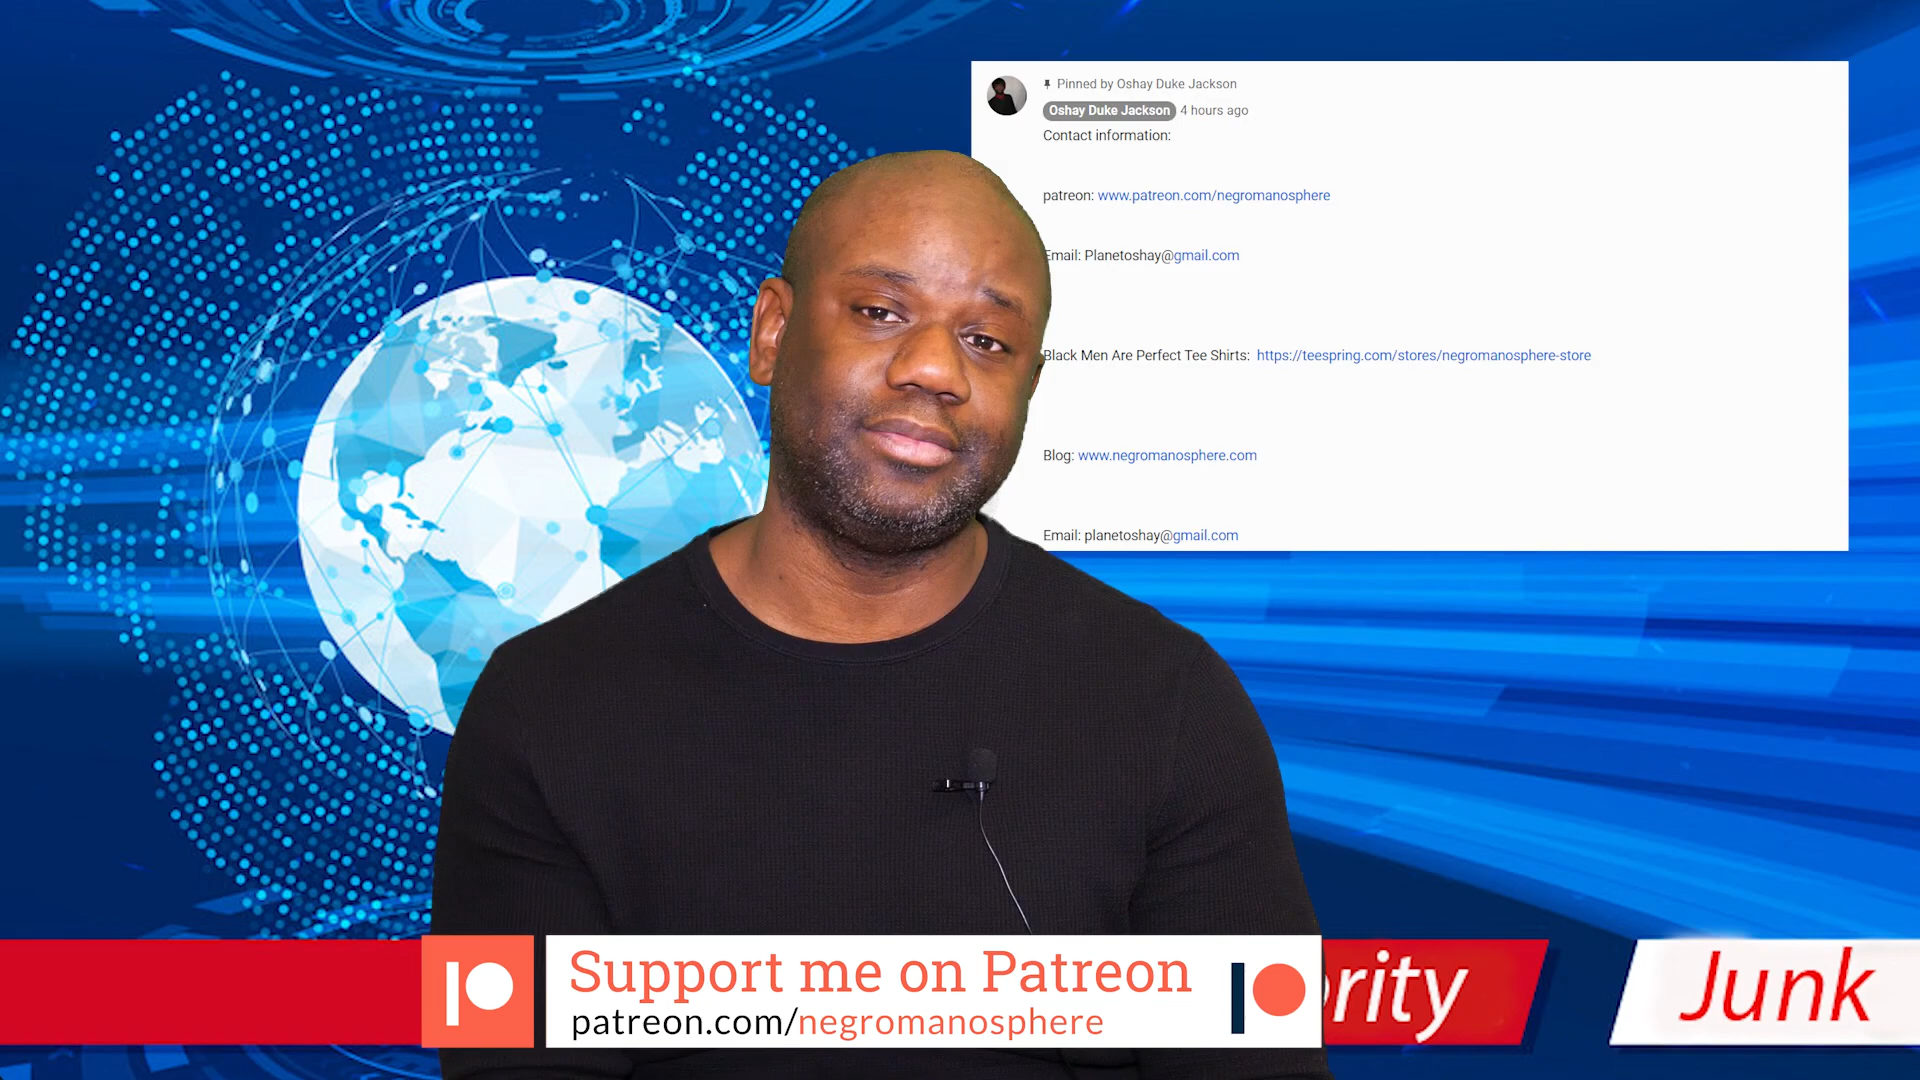 Pinned by Oshay Duke Jackson
Oshay Duke Jackson 4 hours ago
Contact information:
patreon: www.patreon.com/negromanosphere
Email: Planetoshay@gmail.com
Black Men Are Perfect Tee Shirts: https://teespring.com/stores/negromanosphere-store
Blog: www.negromanosphere.com
Email: planetoshay@gmail.com
Support me on Patreon
patreon.com/negromanosphere
rity
Junk